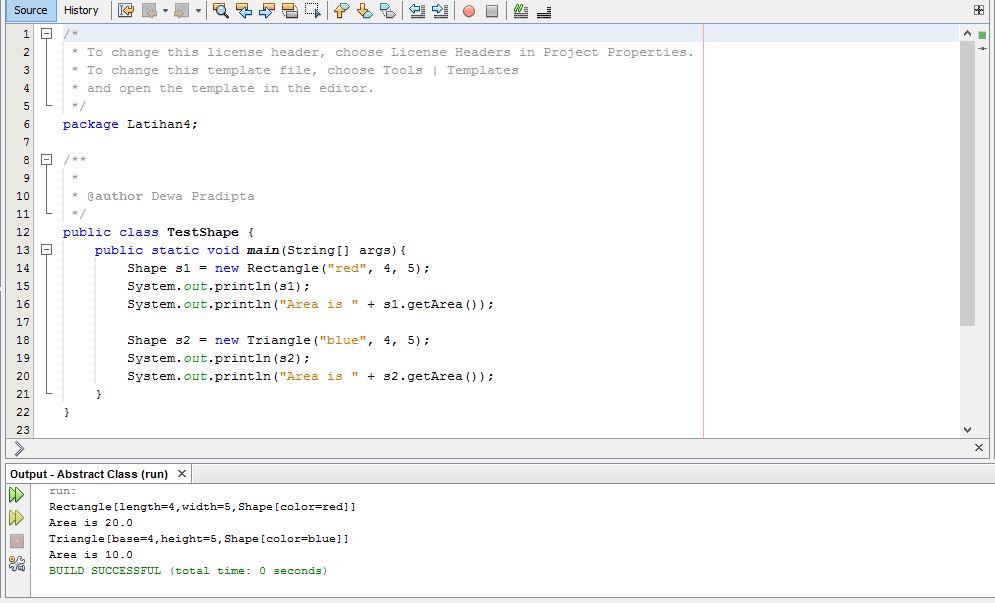 Source History
1 /*
2 * To change this license header, choose License Headers in Project Properties.
3 * To change this template file, choose Tools | Templates
4 * and open the template in the editor.
5 */
6 package Latihan4;
7
8 /**
9 *
10 * @author Dewa Pradipta
11 */
12 public class TestShape {
13 public static void main(String[] args){
14 Shape s1 = new Rectangle("red", 4, 5);
15 System.out.println(s1);
16 System.out.println("Area is " + s1.getArea());
17
18 Shape s2 = new Triangle("blue", 4, 5);
19 System.out.println(s2);
20 System.out.println("Area is " + s2.getArea());
21 }
22 }
23
Output - Abstract Class (run)
run:
Rectangle[length=4,width=5,Shape[color=red]]
Area is 20.0
Triangle[base=4,height=5,Shape[color=blue]]
Area is 10.0
BUILD SUCCESSFUL (total time: 0 seconds)